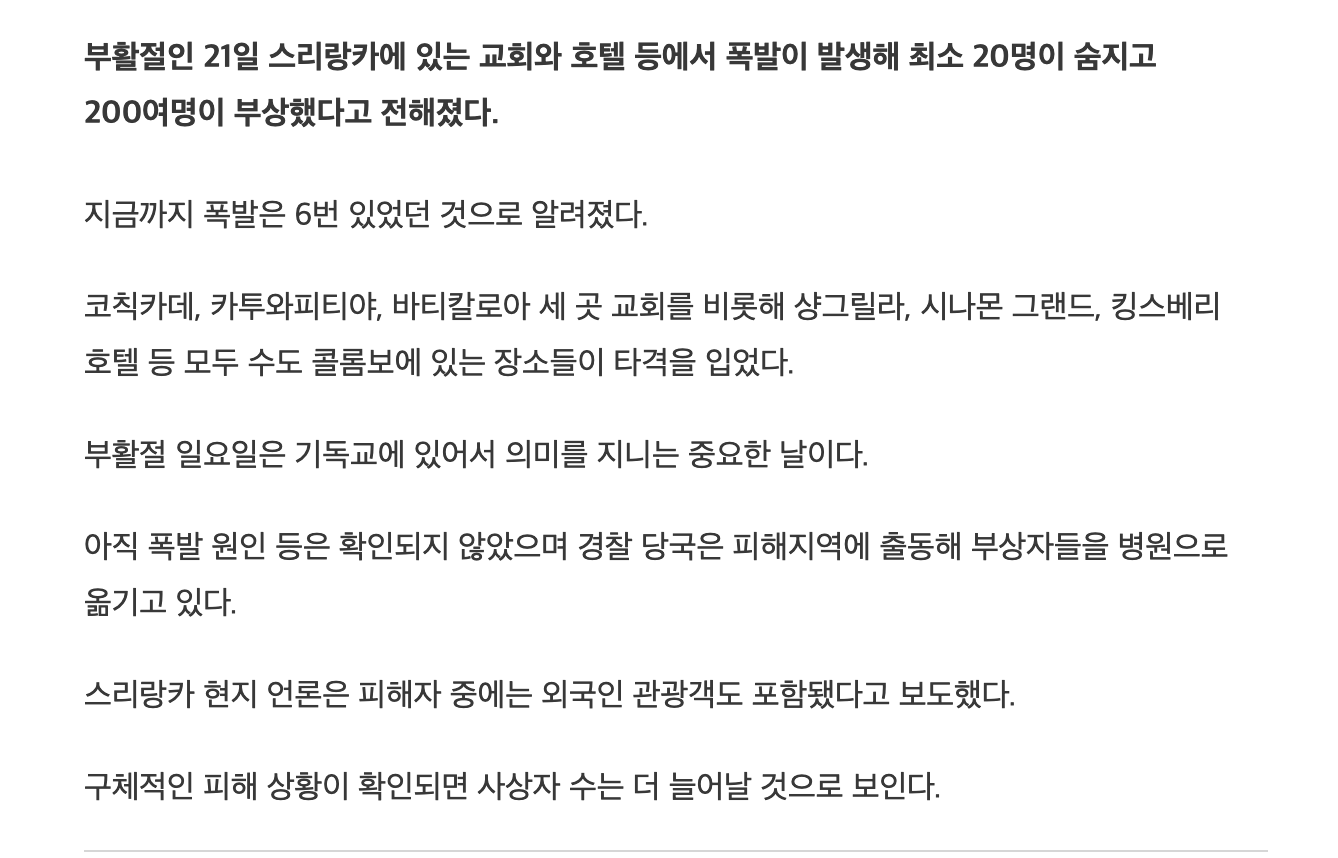 부활절인 21일 스리랑카에 있는 교회와 호텔 등에서 폭발이 발생해 최소 20명이 숨지고
200여명이 부상했다고 전해졌다.
지금까지 폭발은 6번 있었던 것으로 알려졌다.
코칙카데, 카투와피티야, 바티칼로아 세 곳 교회를 비롯해 샹그릴라, 시나몬 그랜드, 킹스베리
호텔 등 모두 수도 콜롬보에 있는 장소들이 타격을 입었다.
부활절 일요일은 기독교에 있어서 의미를 지니는 중요한 날이다.
아직 폭발 원인 등은 확인되지 않았으며 경찰 당국은 피해지역에 출동해 부상자들을 병원으로
옮기고 있다.
스리랑카 현지 언론은 피해자 중에는 외국인 관광객도 포함됐다고 보도했다.
구체적인 피해 상황이 확인되면 사상자 수는 더 늘어날 것으로 보인다.